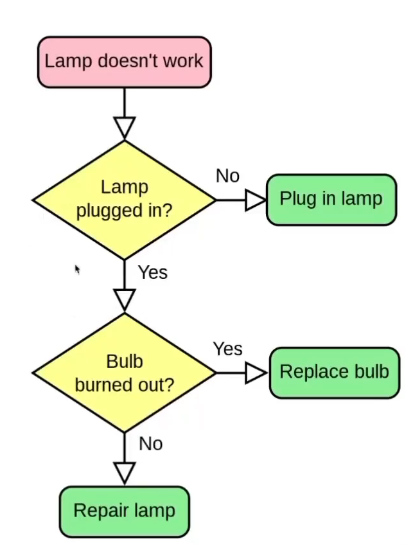 Lamp doesn't work
Lamp
plugged in?
No
Plug in lamp
Yes
Bulb
burned out?
Yes
Replace bulb
No
Repair lamp